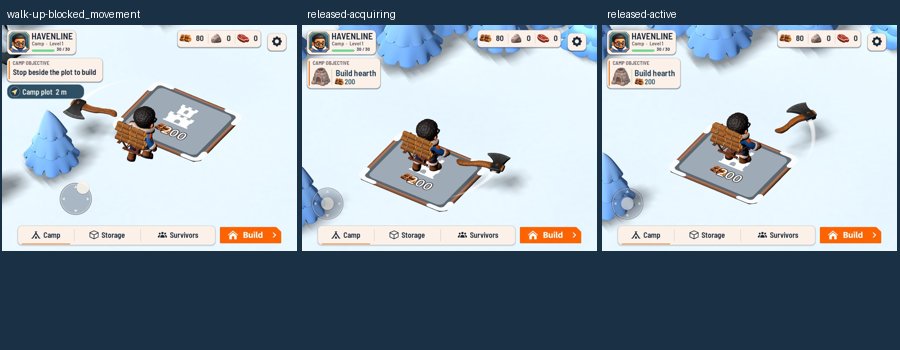 walk-up-blocked_movement
HAVENLINE
Camp · Level 1
30 / 30
80
0
0
CAMP OBJECTIVE
Stop beside the plot to build
Camp plot 2 m
200
Camp
Storage
Survivors
Build
released-acquiring
HAVENLINE
Camp · Level 1
30 / 30
80
0
0
CAMP OBJECTIVE
Build hearth
200
200
Camp
Storage
Survivors
Build
released-active
HAVENLINE
Camp · Level 1
30 / 30
80
0
0
CAMP OBJECTIVE
Build hearth
200
200
Camp
Storage
Survivors
Build